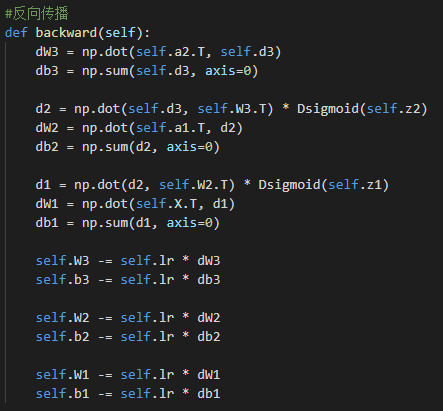 #反向传播
def backward(self):
    dW3 = np.dot(self.a2.T, self.d3)
    db3 = np.sum(self.d3, axis=0)

    d2 = np.dot(self.d3, self.W3.T) * Dsigmoid(self.z2)
    dW2 = np.dot(self.a1.T, d2)
    db2 = np.sum(d2, axis=0)

    d1 = np.dot(d2, self.W2.T) * Dsigmoid(self.z1)
    dW1 = np.dot(self.X.T, d1)
    db1 = np.sum(d1, axis=0)

    self.W3 -= self.lr * dW3
    self.b3 -= self.lr * db3

    self.W2 -= self.lr * dW2
    self.b2 -= self.lr * db2

    self.W1 -= self.lr * dW1
    self.b1 -= self.lr * db1